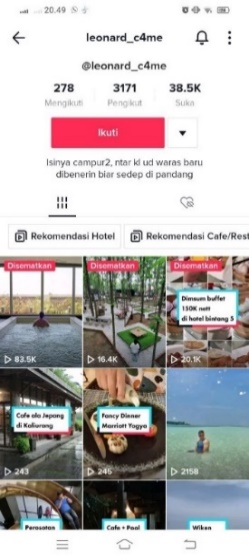 20.49
leonard_c4me
@leonard_c4me
278 3171 38.5K
Mengikuti Pengikut Suka
Ikuti
Isinya campur2, ntar kl ud waras baru
dibenerin biar sedep di pandang
Rekomendasi Hotel Rekomendasi Cafe/Rest
Disematkan Disematkan Disematkan
Dimsum buffet
150K nett
di hotel bintang 5
83.5K 16.4K 20.1K
Cafe ala Jepang
di Kaliurang
Fancy Dinner
Marriott Yogya
243 245 2158
Perasatan Cafe + Pool Wiken